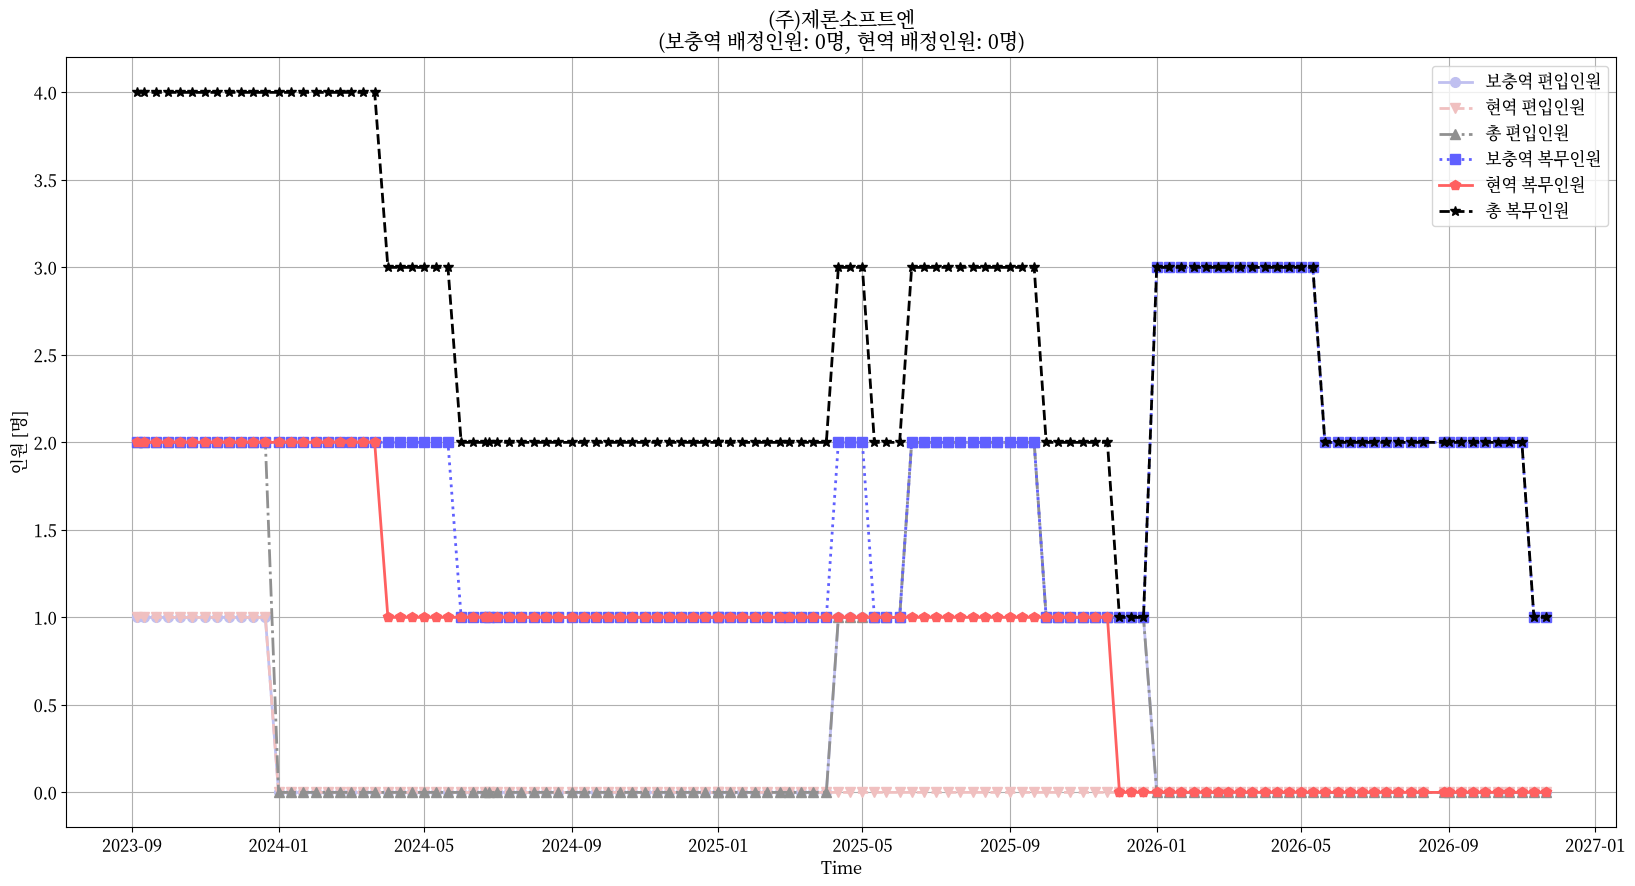 (주)제론소프트엔
(보충역 배정인원: 0명, 현역 배정인원: 0명)
보충역 편입인원
현역 편입인원
총 편입인원
보충역 복무인원
현역 복무인원
총 복무인원
인원 [명]
4.0
3.5
3.0
2.5
2.0
1.5
1.0
0.5
0.0
2023-09 2024-01 2024-05 2024-09 2025-01 2025-05 2025-09 2026-01 2026-05 2026-09 2027-01
Time